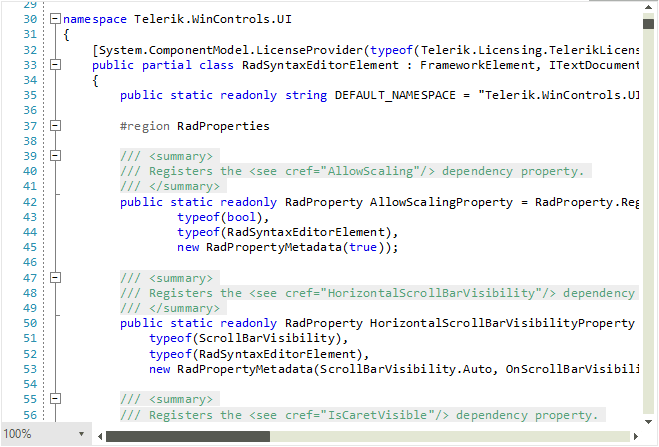 29
30 namespace Telerik.WinControls.UI
31 {
32 [System.ComponentModel.LicenseProvider(typeof(Telerik.Licensing.TelerikLicens
33 public partial class RadSyntaxEditorElement : FrameworkElement, ITextDocument
34 {
35 public static readonly string DEFAULT_NAMESPACE = "Telerik.WinControls.UI
36
37 #region RadProperties
38
39 /// <summary>
40 /// Registers the <see cref="AllowScaling"/> dependency property.
41 /// </summary>
42 public static readonly RadProperty AllowScalingProperty = RadProperty.Reg
43 typeof(bool),
44 typeof(RadSyntaxEditorElement),
45 new RadPropertyMetadata(true));
46
47 /// <summary>
48 /// Registers the <see cref="HorizontalScrollBarVisibility"/> dependency
49 /// </summary>
50 public static readonly RadProperty HorizontalScrollBarVisibilityProperty
51 typeof(ScrollBarVisibility),
52 typeof(RadSyntaxEditorElement),
53 new RadPropertyMetadata(ScrollBarVisibility.Auto, OnScrollBarVisibili
54
55 /// <summary>
56 /// Registers the <see cref="IsCaretVisible"/> dependency property.
100%